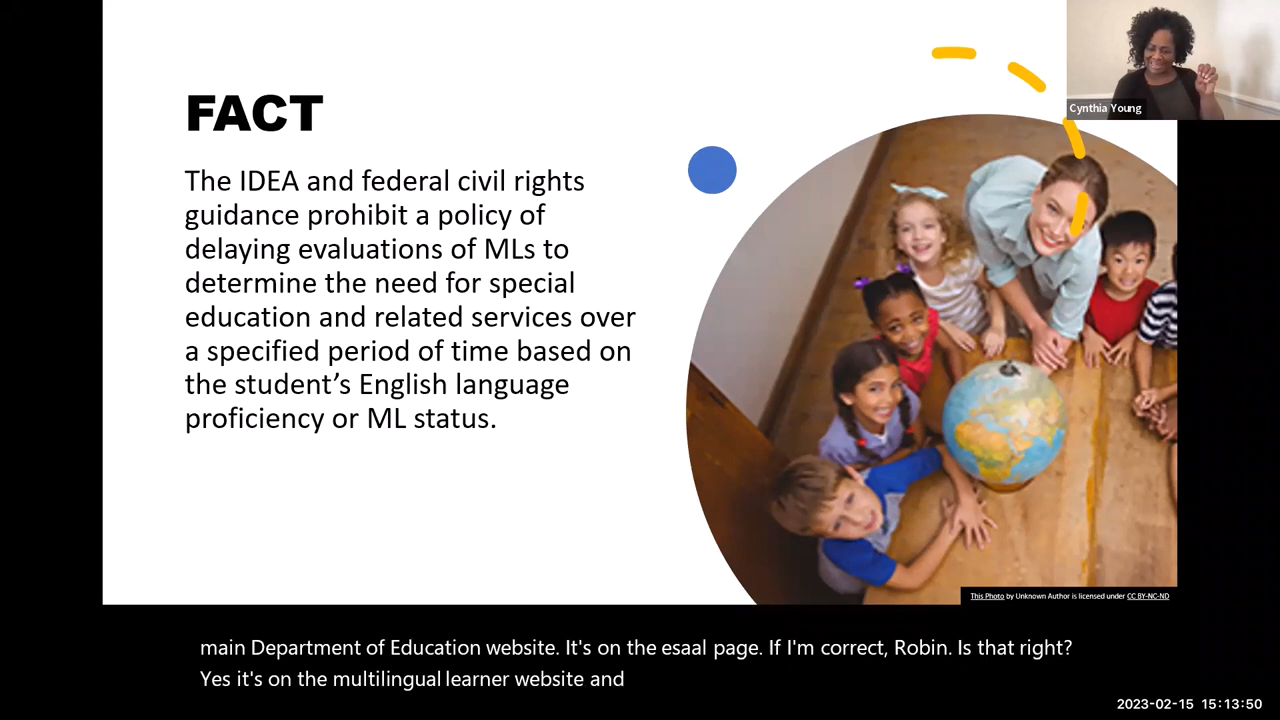 Cynthia Young
FACT
The IDEA and federal civil rights
guidance prohibit a policy of
delaying evaluations of MLs to
determine the need for special
education and related services over
a specified period of time based on
the student’s English language
proficiency or ML status.
This Photo by Unknown Author is licensed under CC BY-NC-ND
main Department of Education website. It's on the esaal page. If I'm correct, Robin. Is that right?
Yes it's on the multilingual learner website and
2023-02-15 15:13:50